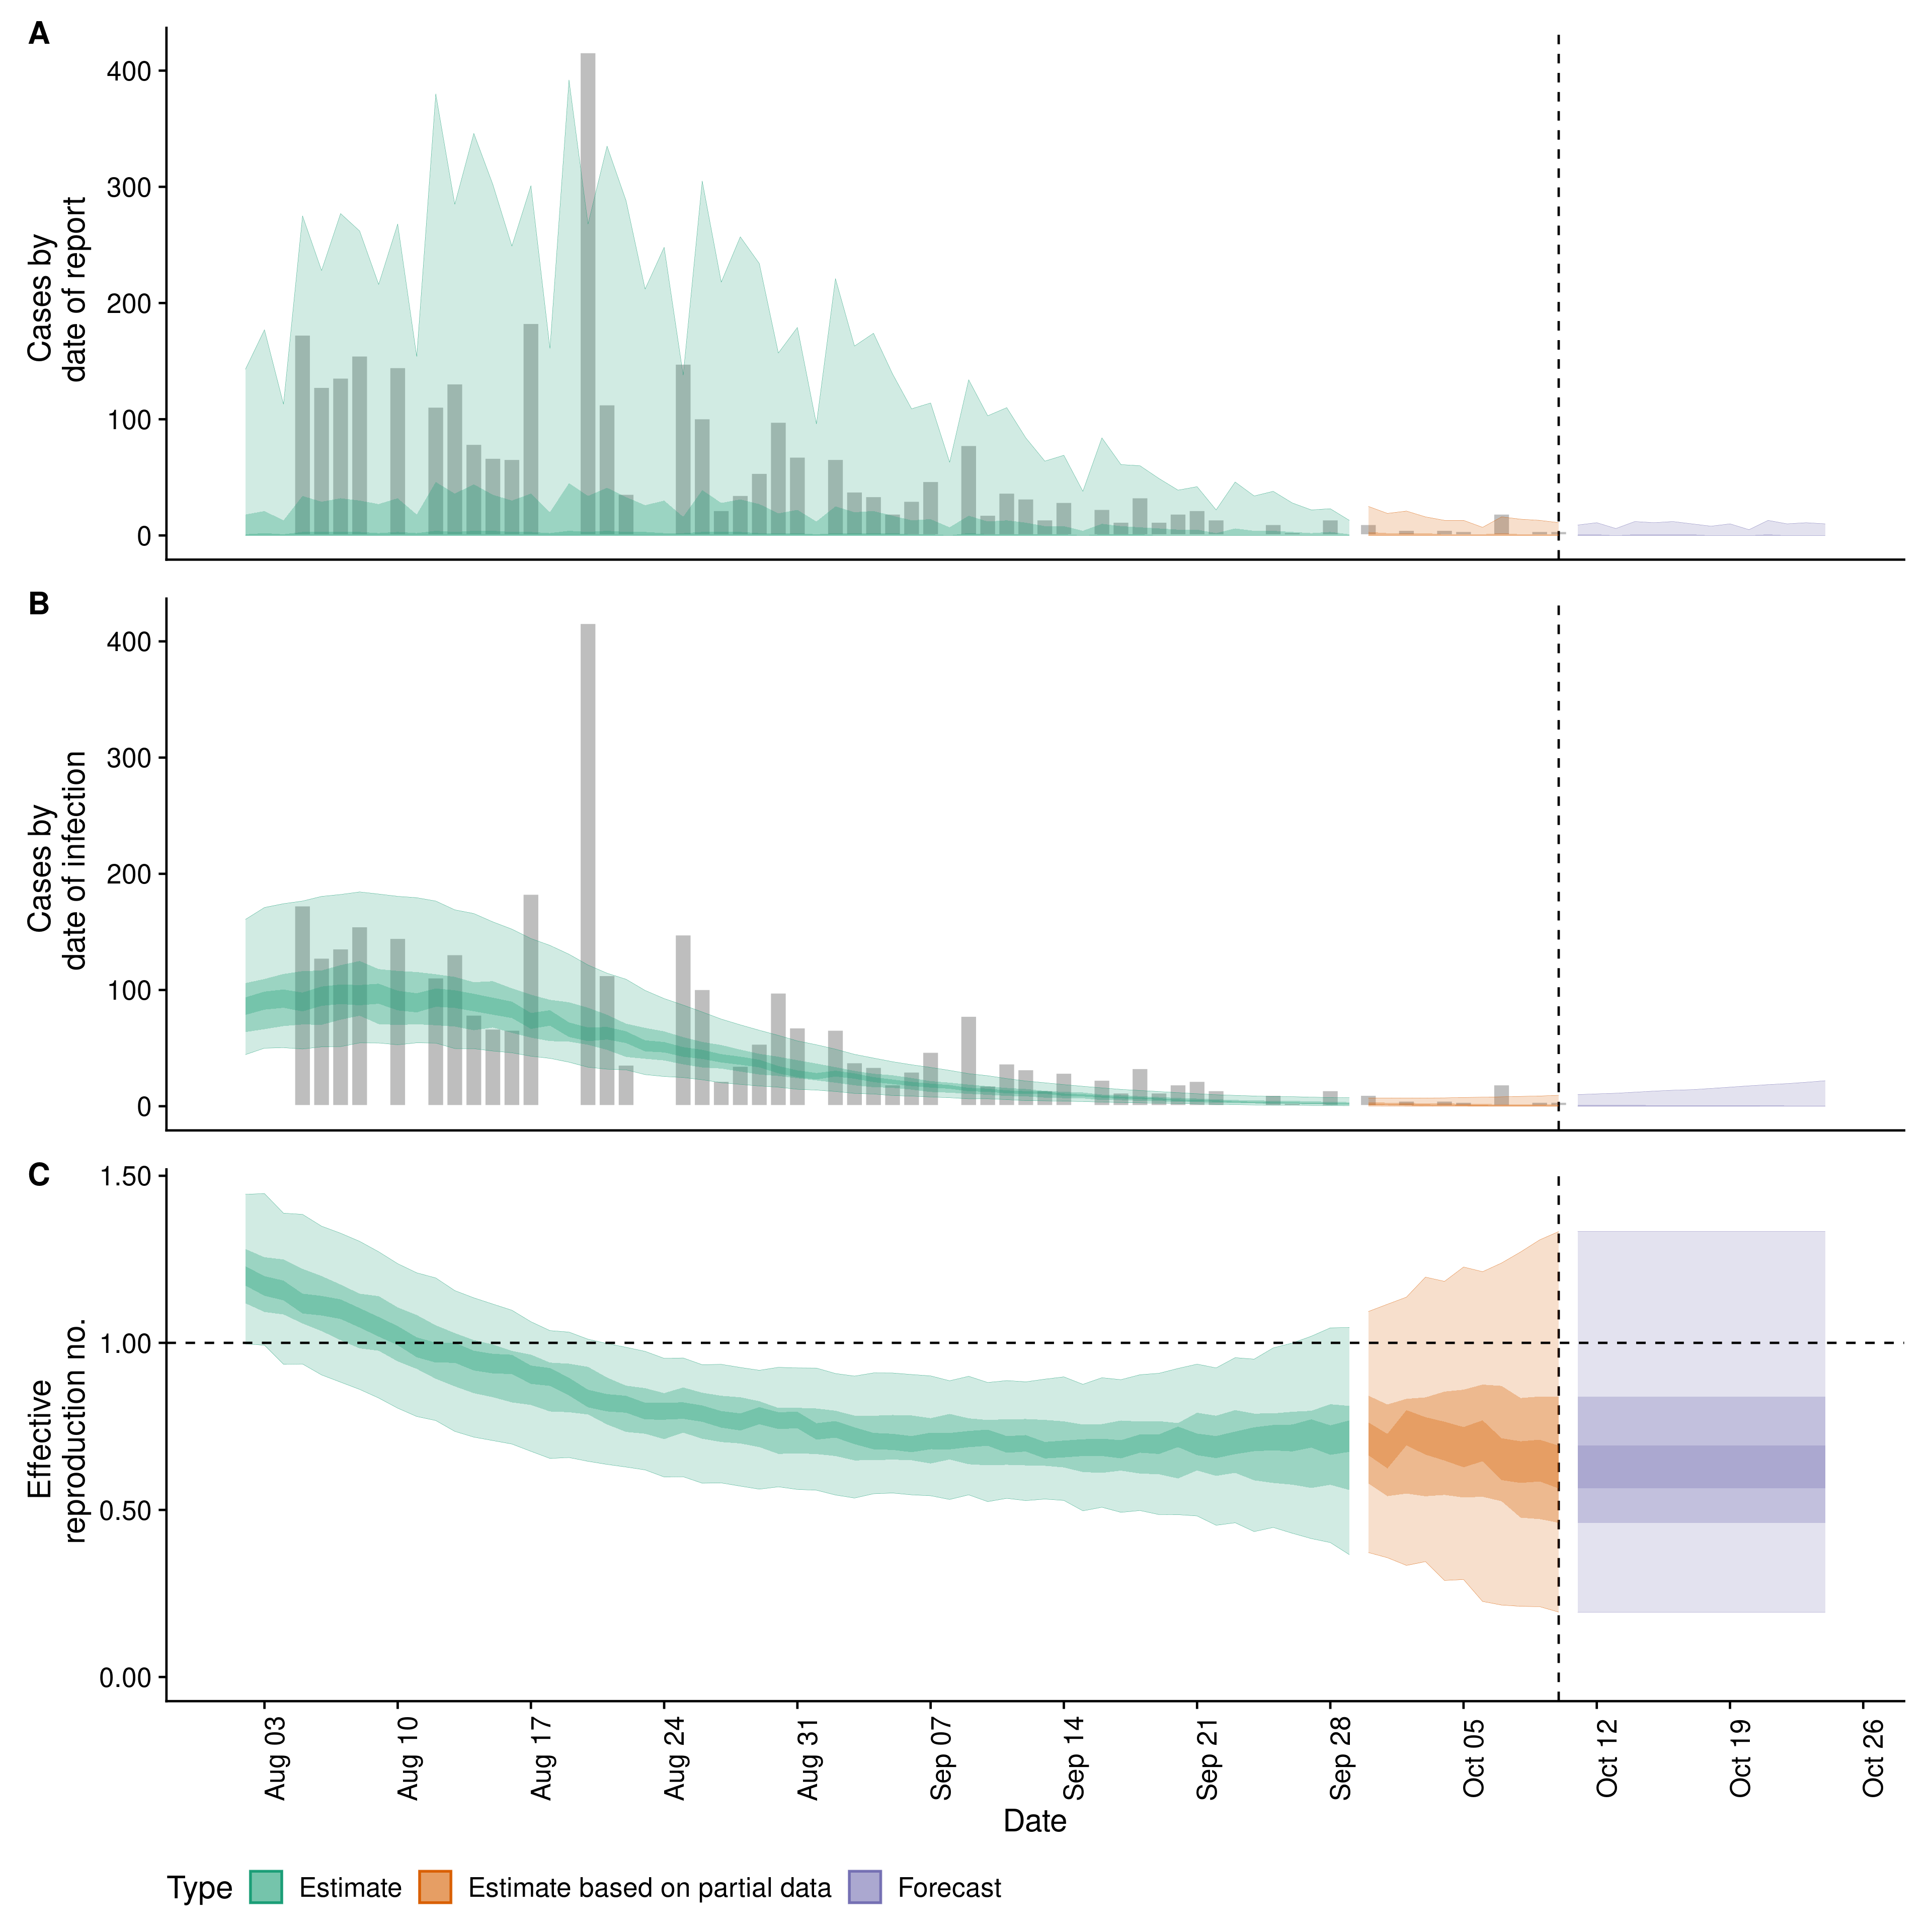 A
Cases by
date of report
400
300
200
100
0
B
Cases by
date of infection
400
300
200
100
0
C
Effective
reproduction no.
1.50
1.00
0.50
0.00
Aug 03
Aug 10
Aug 17
Aug 24
Aug 31
Sep 07
Sep 14
Sep 21
Sep 28
Oct 05
Oct 12
Oct 19
Oct 26
Date
Type Estimate Estimate based on partial data Forecast